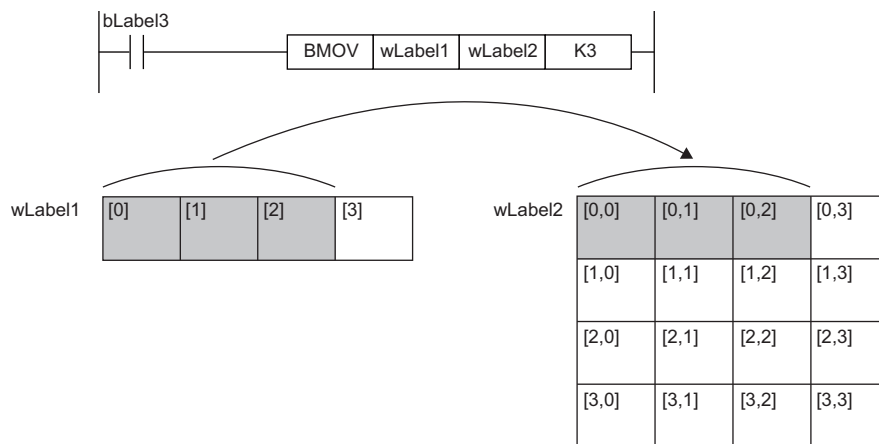 bLabel3
BMOV wLabel1 wLabel2 K3
wLabel1 [0] [1] [2] [3]
wLabel2 [0,0] [0,1] [0,2] [0,3]
[1,0] [1,1] [1,2] [1,3]
[2,0] [2,1] [2,2] [2,3]
[3,0] [3,1] [3,2] [3,3]